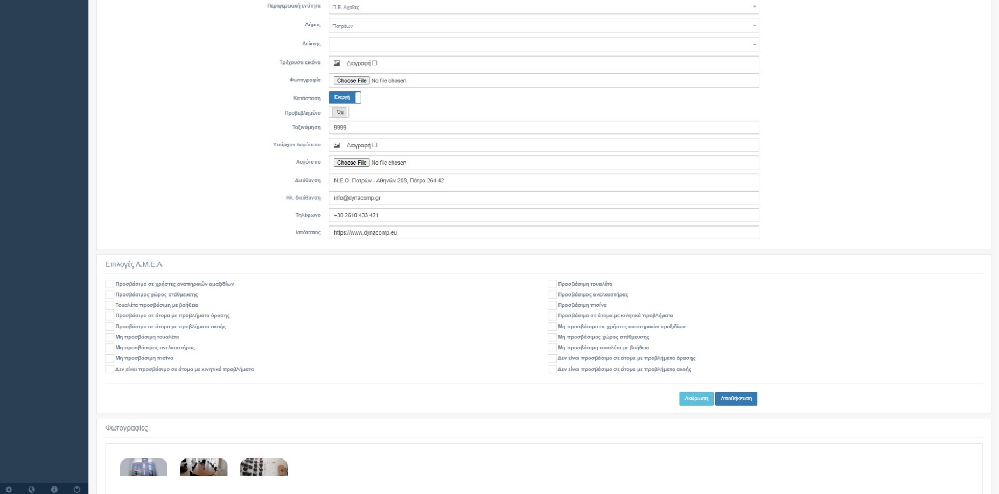 Περιφερειακή ενότητα Π.Ε. Αχαΐας
Δήμος Πατρέων
Δείκτης
Τρέχουσα εικόνα Διαγραφή
Φωτογραφία Choose File No file chosen
Κατάσταση Ενεργή
Προβεβλημένο Όχι
Ταξινόμηση 9999
Υπάρχον λογότυπο Διαγραφή
Λογότυπο Choose File No file chosen
Διεύθυνση Ν.Ε.Ο. Πατρών - Αθηνών 208, Πάτρα 264 42
Ηλ. διεύθυνση info@dynacomp.gr
Τηλέφωνο +30 2610 433 421
Ιστότοπος https://www.dynacomp.eu
Επιλογές Α.Μ.Ε.Α.
Προσβάσιμο σε χρήστες αναπηρικών αμαξιδίων Προσβάσιμη τουαλέτα
Προσβάσιμος χώρος στάθμευσης Προσβάσιμος ανελκυστήρας
Τουαλέτα προσβάσιμη με βοήθεια Προσβάσιμη πισίνα
Προσβάσιμο σε άτομα με προβλήματα όρασης Προσβάσιμο σε άτομα με κινητικά προβλήματα
Προσβάσιμο σε άτομα με προβλήματα ακοής Μη προσβάσιμο σε χρήστες αναπηρικών αμαξιδίων
Μη προσβάσιμη τουαλέτα Μη προσβάσιμος χώρος στάθμευσης
Μη προσβάσιμος ανελκυστήρας Μη προσβάσιμη τουαλέτα με βοήθεια
Μη προσβάσιμη πισίνα Δεν είναι προσβάσιμο σε άτομα με προβλήματα όρασης
Δεν είναι προσβάσιμο σε άτομα με κινητικά προβλήματα Δεν είναι προσβάσιμο σε άτομα με προβλήματα ακοής
Ακύρωση Αποθήκευση
Φωτογραφίες